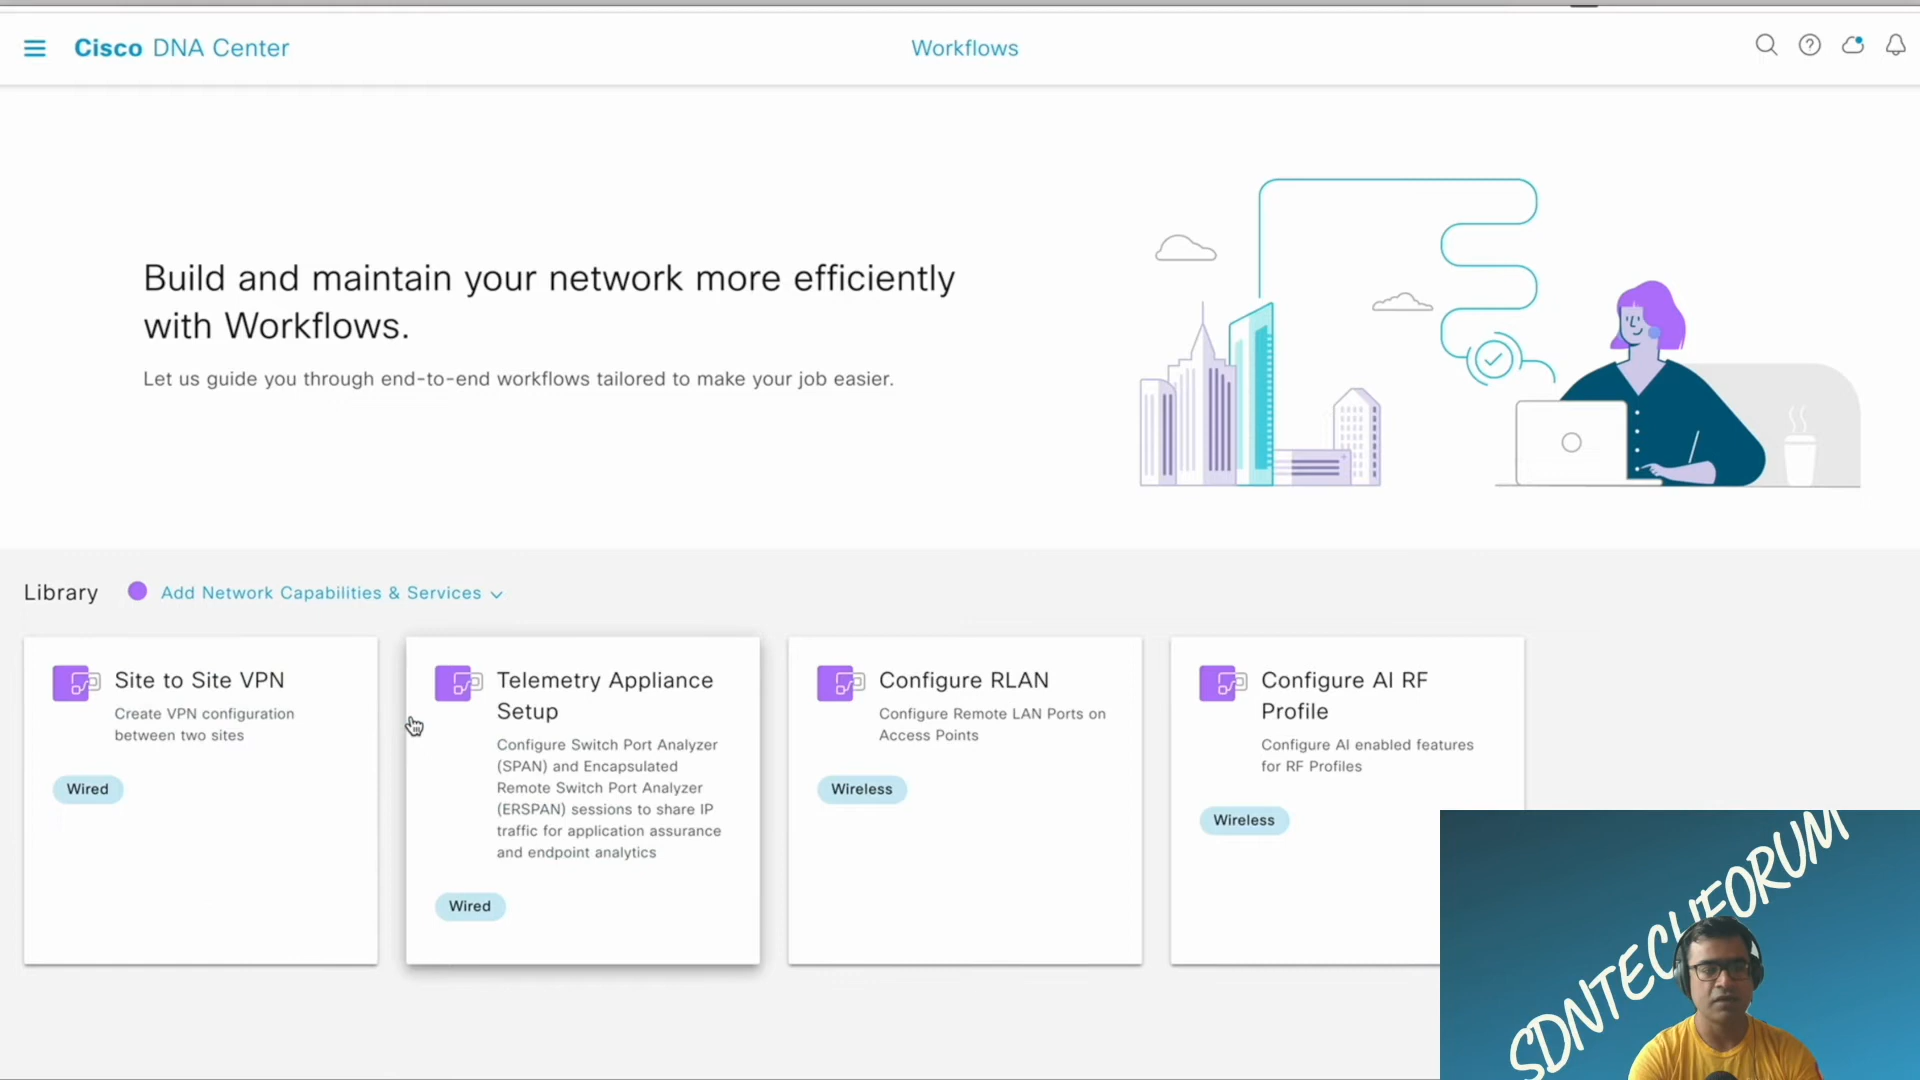 Cisco DNA Center
Workflows
Build and maintain your network more efficiently
with Workflows.
Let us guide you through end-to-end workflows tailored to make your job easier.
Library
Add Network Capabilities & Services
Site to Site VPN
Create VPN configuration
between two sites
Wired
Telemetry Appliance
Setup
Configure Switch Port Analyzer
(SPAN) and Encapsulated
Remote Switch Port Analyzer
(ERSPAN) sessions to share IP
traffic for application assurance
and endpoint analytics
Wired
Configure RLAN
Configure Remote LAN Ports on
Access Points
Wireless
Configure AI RF
Profile
Configure AI enabled features
for RF Profiles
Wireless
SDNTECHFORUM